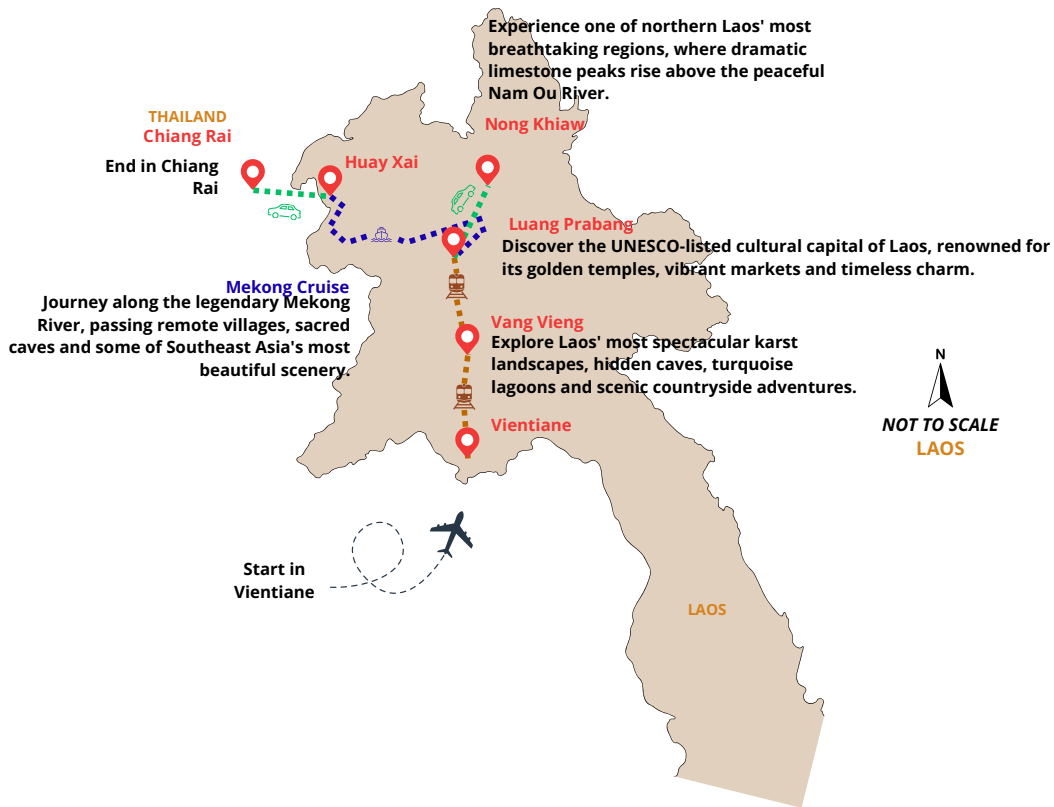 Experience one of northern Laos' most
breathtaking regions, where dramatic
limestone peaks rise above the peaceful
Nam Ou River.
Nong Khiaw
THAILAND
Chiang Rai
End in Chiang
Rai
Huay Xai
Luang Prabang
Discover the UNESCO-listed cultural capital of Laos, renowned for
its golden temples, vibrant markets and timeless charm.
Mekong Cruise
Journey along the legendary Mekong
River, passing remote villages, sacred
caves and some of Southeast Asia's most
beautiful scenery.
Vang Vieng
Explore Laos' most spectacular karst
landscapes, hidden caves, turquoise
lagoons and scenic countryside adventures.
N
NOT TO SCALE
LAOS
Vientiane
Start in
Vientiane
LAOS